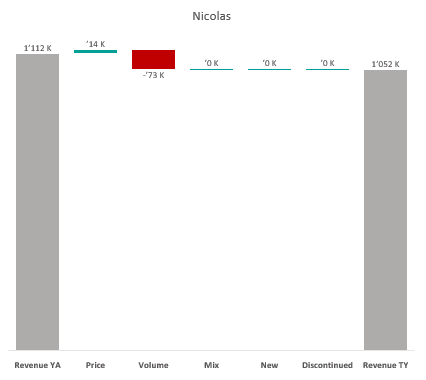 Nicolas
1’112 K
’14 K
-’73 K
’0 K
’0 K
’0 K
1’052 K
Revenue YA
Price
Volume
Mix
New
Discontinued
Revenue TY